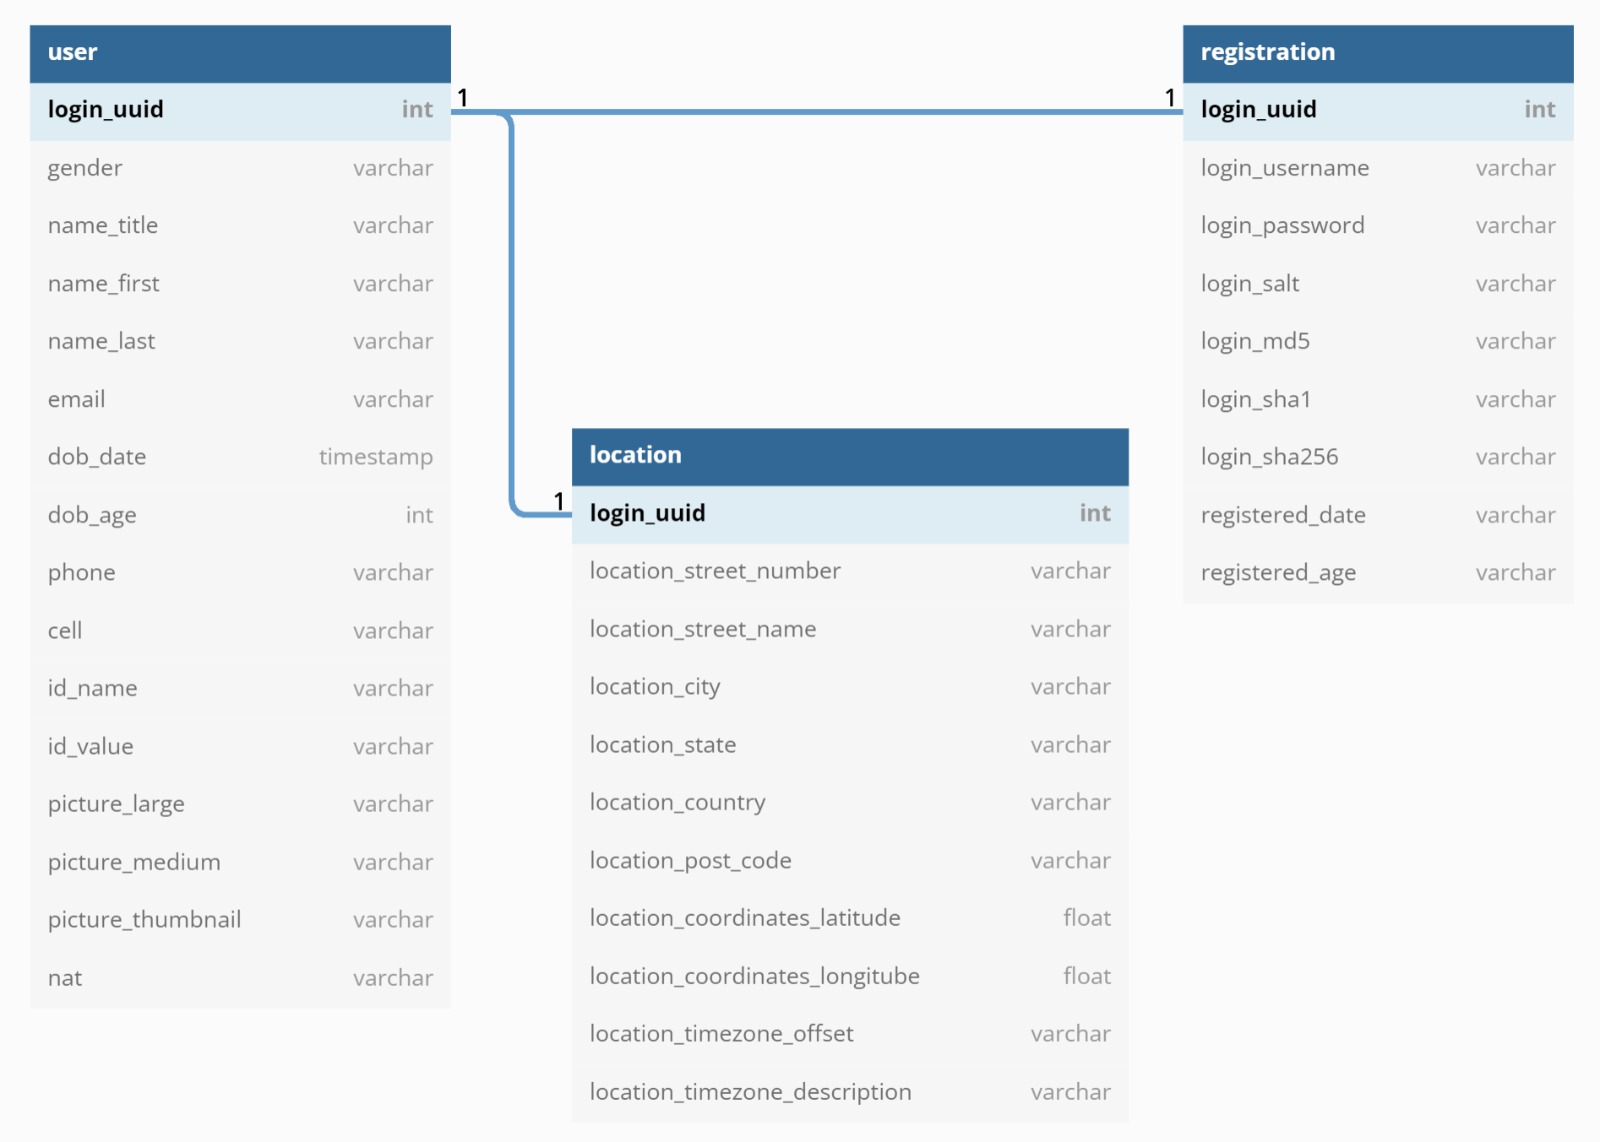 user
login_uuid int
gender varchar
name_title varchar
name_first varchar
name_last varchar
email varchar
dob_date timestamp
dob_age int
phone varchar
cell varchar
id_name varchar
id_value varchar
picture_large varchar
picture_medium varchar
picture_thumbnail varchar
nat varchar
1
1
registration
login_uuid int
login_username varchar
login_password varchar
login_salt varchar
login_md5 varchar
login_sha1 varchar
login_sha256 varchar
registered_date varchar
registered_age varchar
1
location
login_uuid int
location_street_number varchar
location_street_name varchar
location_city varchar
location_state varchar
location_country varchar
location_post_code varchar
location_coordinates_latitude float
location_coordinates_longitube float
location_timezone_offset varchar
location_timezone_description varchar